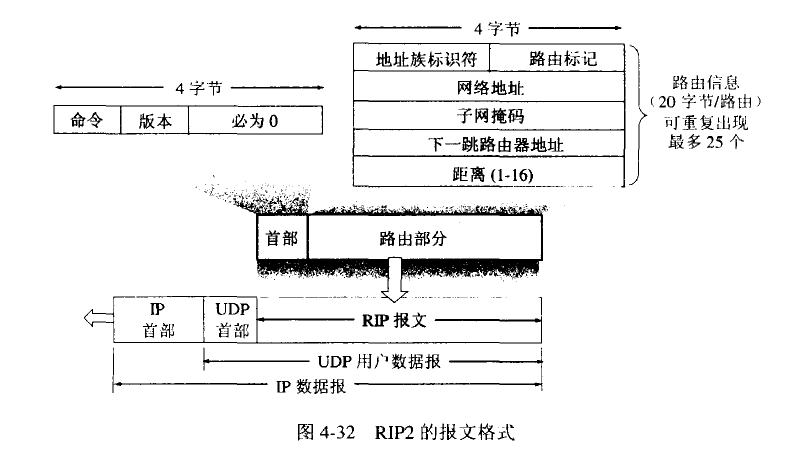 4 字节
地址族标识符 路由标记
网络地址
子网掩码
下一跳路由器地址
距离 (1-16)
路由信息
(20 字节/路由)
可重复出现
最多 25 个
4 字节
命令 版本 必为 0
首部 路由部分
IP
首部
UDP
首部
RIP 报文
UDP 用户数据报
IP 数据报
图 4-32 RIP2 的报文格式